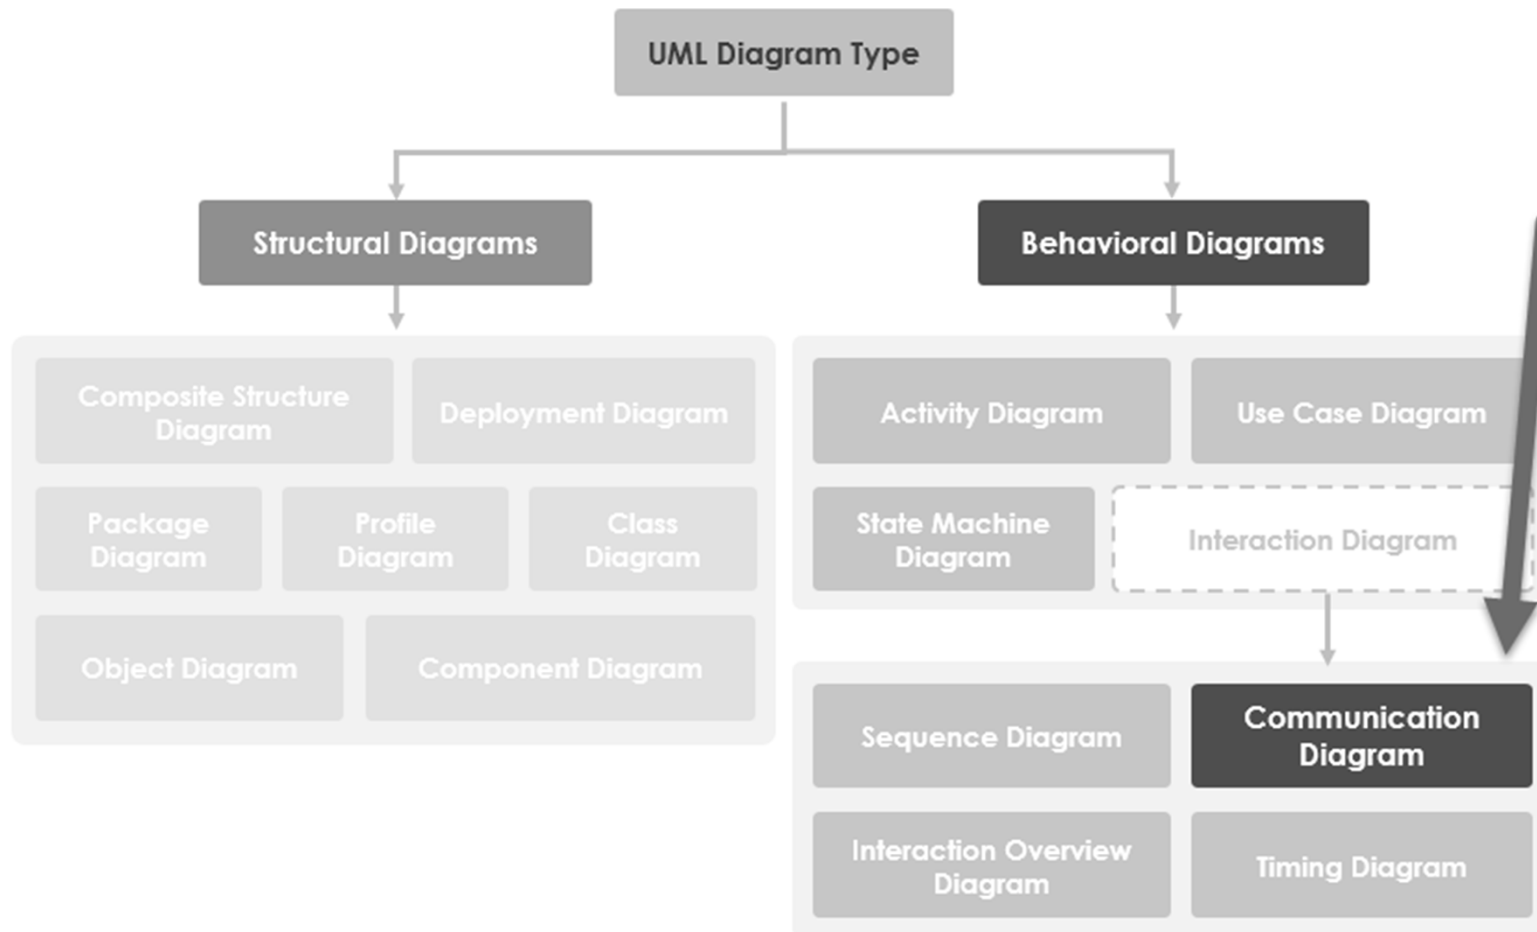 UML Diagram Type
Structural Diagrams
Behavioral Diagrams
Composite Structure
Diagram
Deployment Diagram
Package
Diagram
Profile
Diagram
Class
Diagram
Object Diagram
Component Diagram
Activity Diagram
Use Case Diagram
State Machine
Diagram
Interaction Diagram
Sequence Diagram
Communication
Diagram
Interaction Overview
Diagram
Timing Diagram